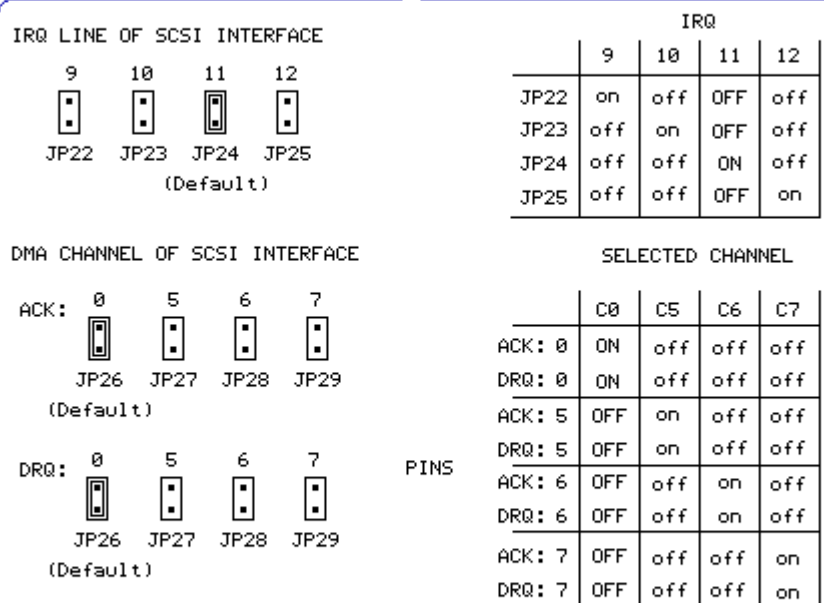 IRQ LINE OF SCSI INTERFACE
9 10 11 12
JP22 JP23 JP24 JP25
(Default)
IRQ
9 10 11 12
JP22 on off OFF off
JP23 off on OFF off
JP24 off off ON off
JP25 off off OFF on
DMA CHANNEL OF SCSI INTERFACE
ACK: 0 5 6 7
JP26 JP27 JP28 JP29
(Default)
DRQ: 0 5 6 7
JP26 JP27 JP28 JP29
(Default)
SELECTED CHANNEL
C0 C5 C6 C7
PINS
ACK: 0 ON off off off
DRQ: 0 ON off off off
ACK: 5 OFF on off off
DRQ: 5 OFF on off off
ACK: 6 OFF off on off
DRQ: 6 OFF off on off
ACK: 7 OFF off off on
DRQ: 7 OFF off off on